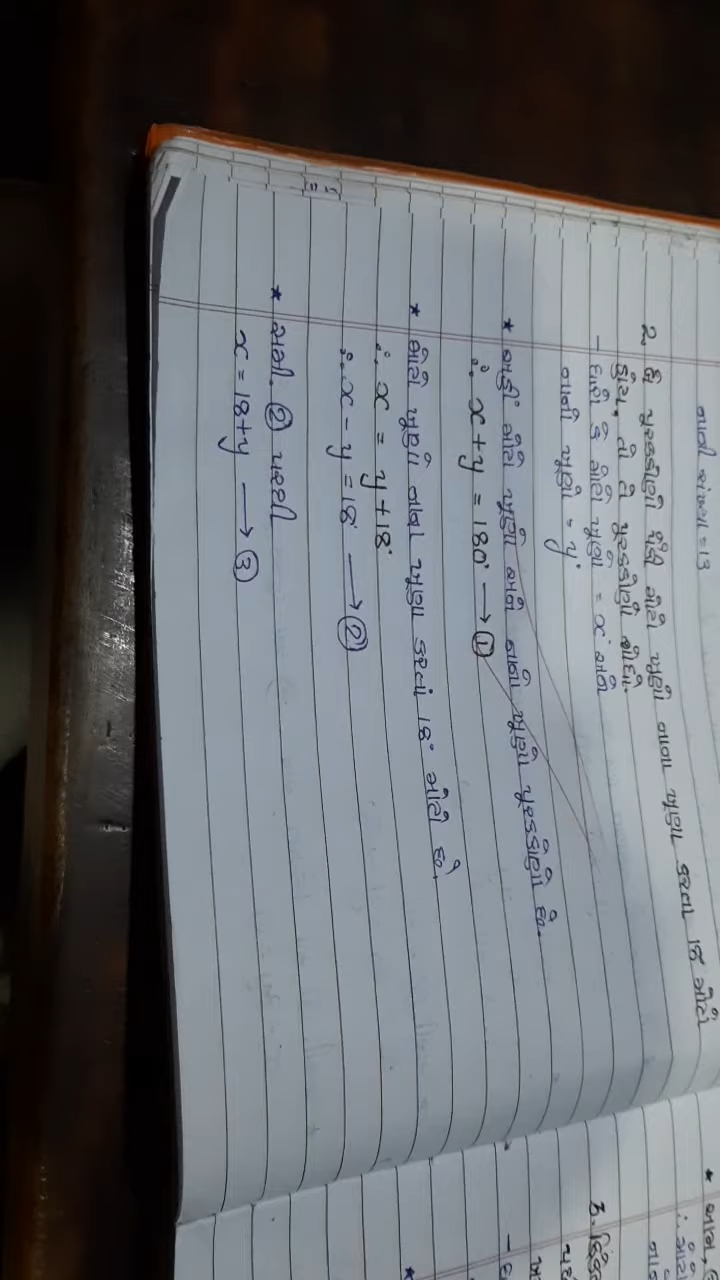 નાની સંખ્યા = 13
2. બે પૂરકકોણો પૈકી મોટો ખૂણો નાના ખૂણા કરતા 18° મોટો
હોય, તો તે પૂરકકોણો શોધો.
- ધારો કે મોટો ખૂણો = x° અને
નાનો ખૂણો = y°
* અહીં મોટો ખૂણો અને નાનો ખૂણો પૂરકકોણો છે.
∴ x + y = 180° → ①
* મોટો ખૂણો નાના ખૂણા કરતાં 18° મોટો છે.
∴ x = y + 18°
∴ x - y = 18° → ②
* સમી. ② પરથી
x = 18 + y → ③